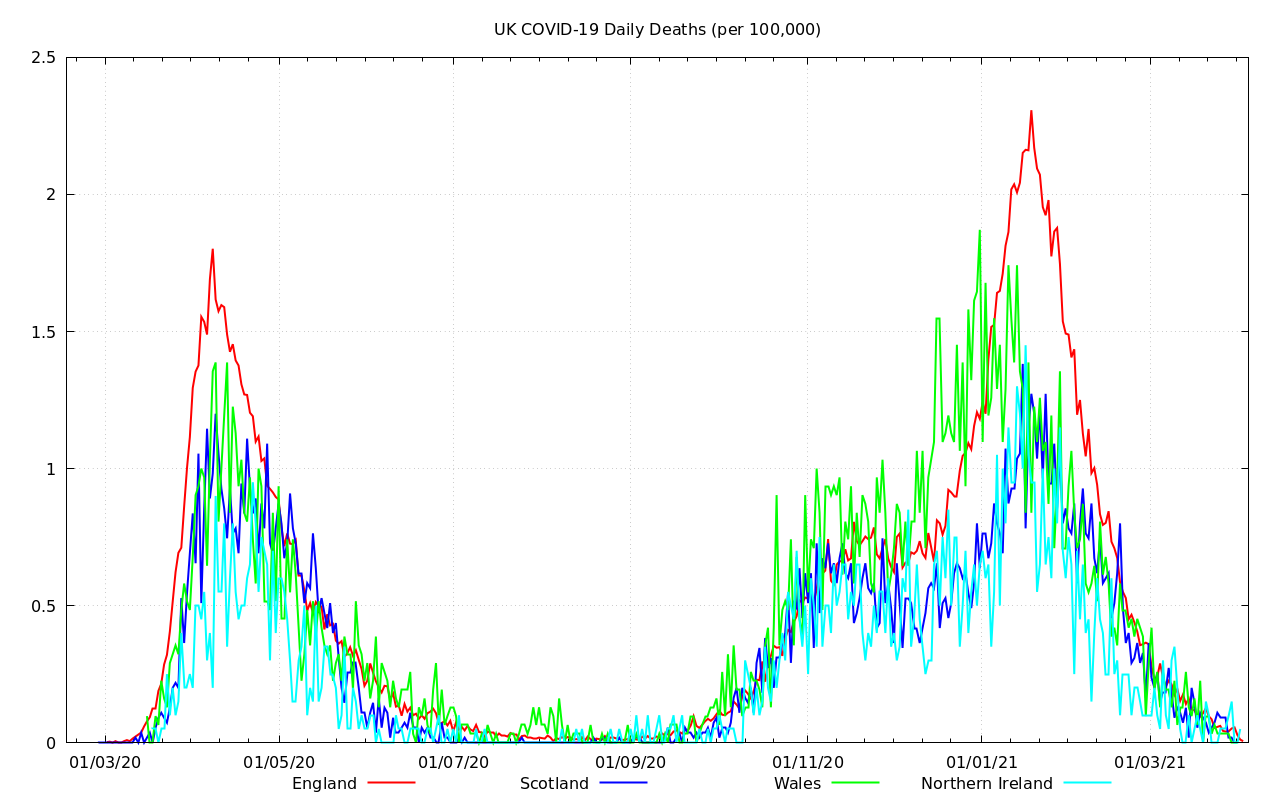 UK COVID-19 Daily Deaths (per 100,000)
2.5
2
1.5
1
0.5
0
01/03/20 01/05/20 01/07/20 01/09/20 01/11/20 01/01/21 01/03/21
England Scotland Wales Northern Ireland